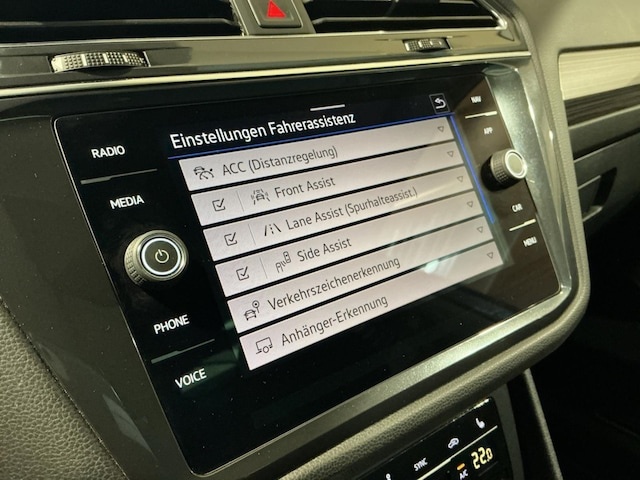 Einstellungen Fahrerassistenz
ACC (Distanzregelung)
Front Assist
Lane Assist (Spurhalteassist.)
Side Assist
Verkehrszeichenerkennung
Anhänger-Erkennung
RADIO
MEDIA
PHONE
VOICE
NAV
APP
CAR
MENU
SYNC
A/C
22.0